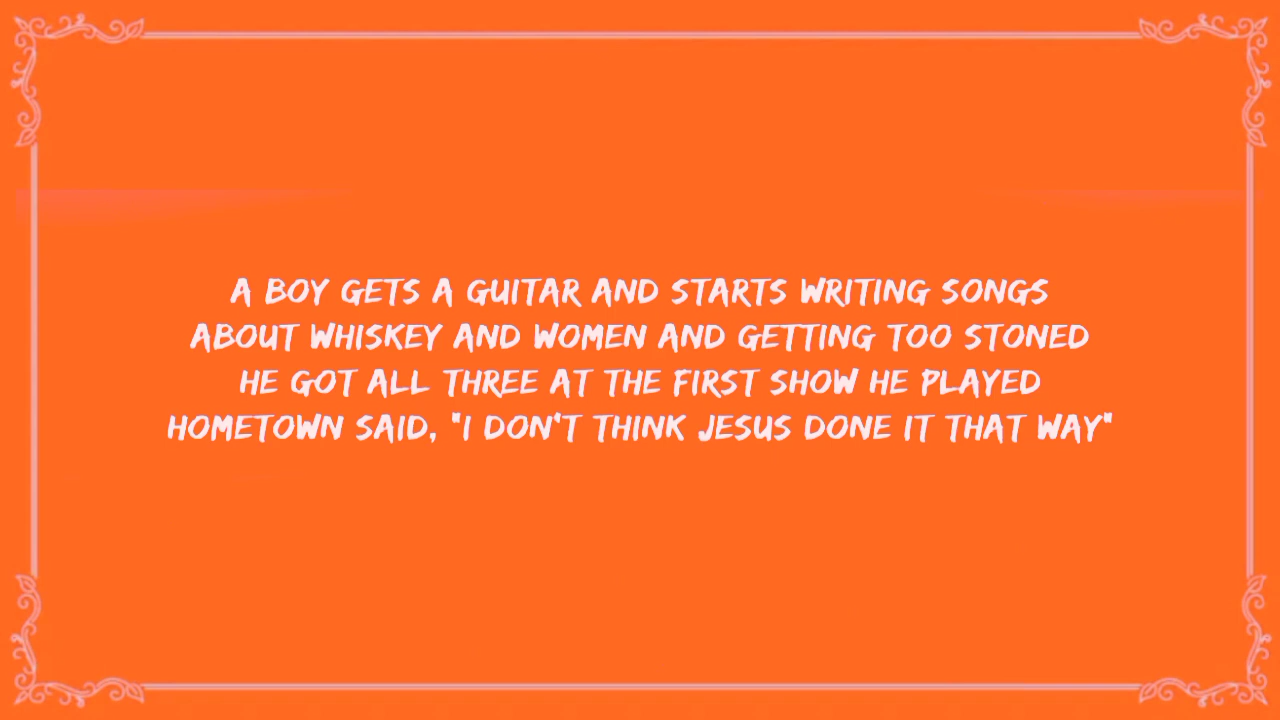 A BOY GETS A GUITAR AND STARTS WRITING SONGS
ABOUT WHISKEY AND WOMEN AND GETTING TOO STONED
HE GOT ALL THREE AT THE FIRST SHOW HE PLAYED
HOMETOWN SAID, "I DON'T THINK JESUS DONE IT THAT WAY"